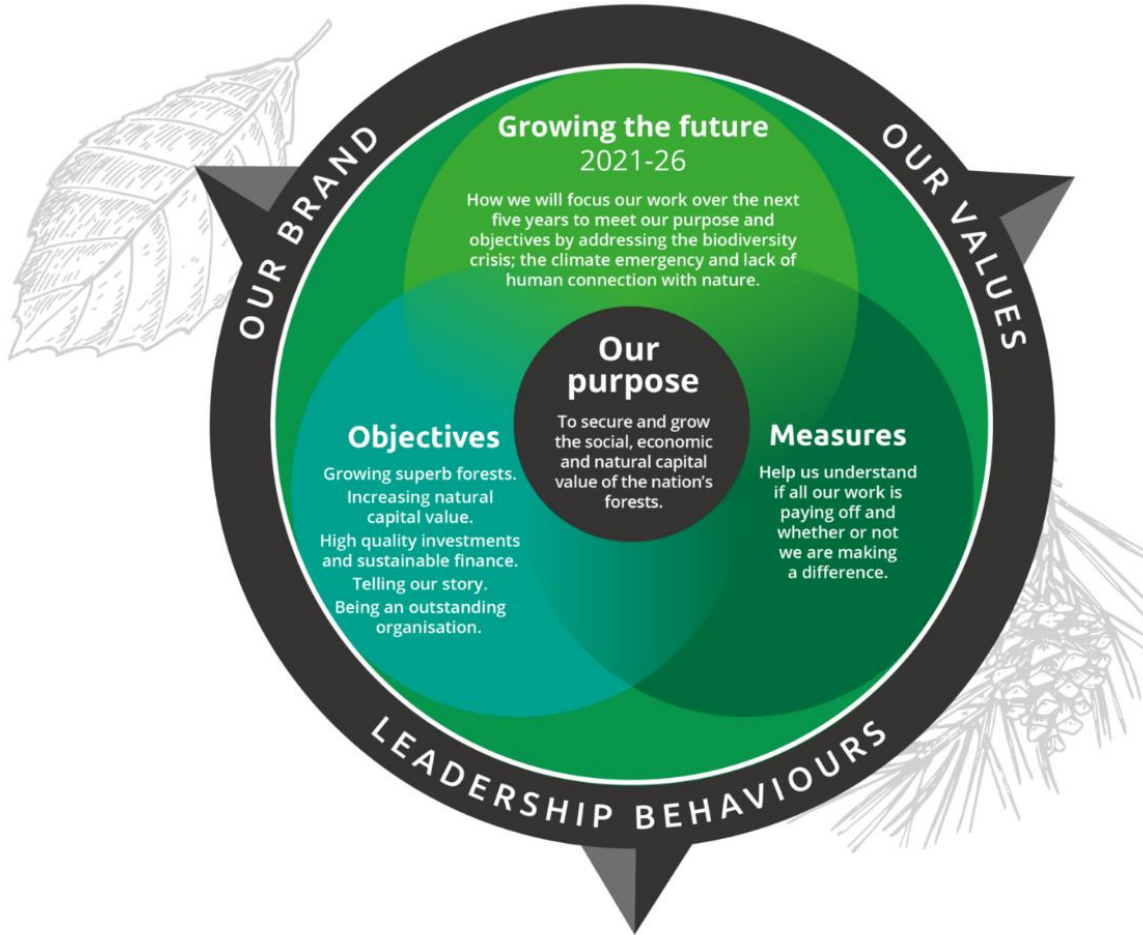 OUR BRAND
OUR VALUES
Growing the future
2021-26
How we will focus our work over the next
five years to meet our purpose and
objectives by addressing the biodiversity
crisis; the climate emergency and lack of
human connection with nature.
Our
purpose
To secure and grow
the social, economic
and natural capital
value of the nation's
forests.
Objectives
Growing superb forests.
Increasing natural
capital value.
High quality investments
and sustainable finance.
Telling our story.
Being an outstanding
organisation.
Measures
Help us understand
if all our work is
paying off and
whether or not
we are making
a difference.
LEADERSHIP BEHAVIOURS